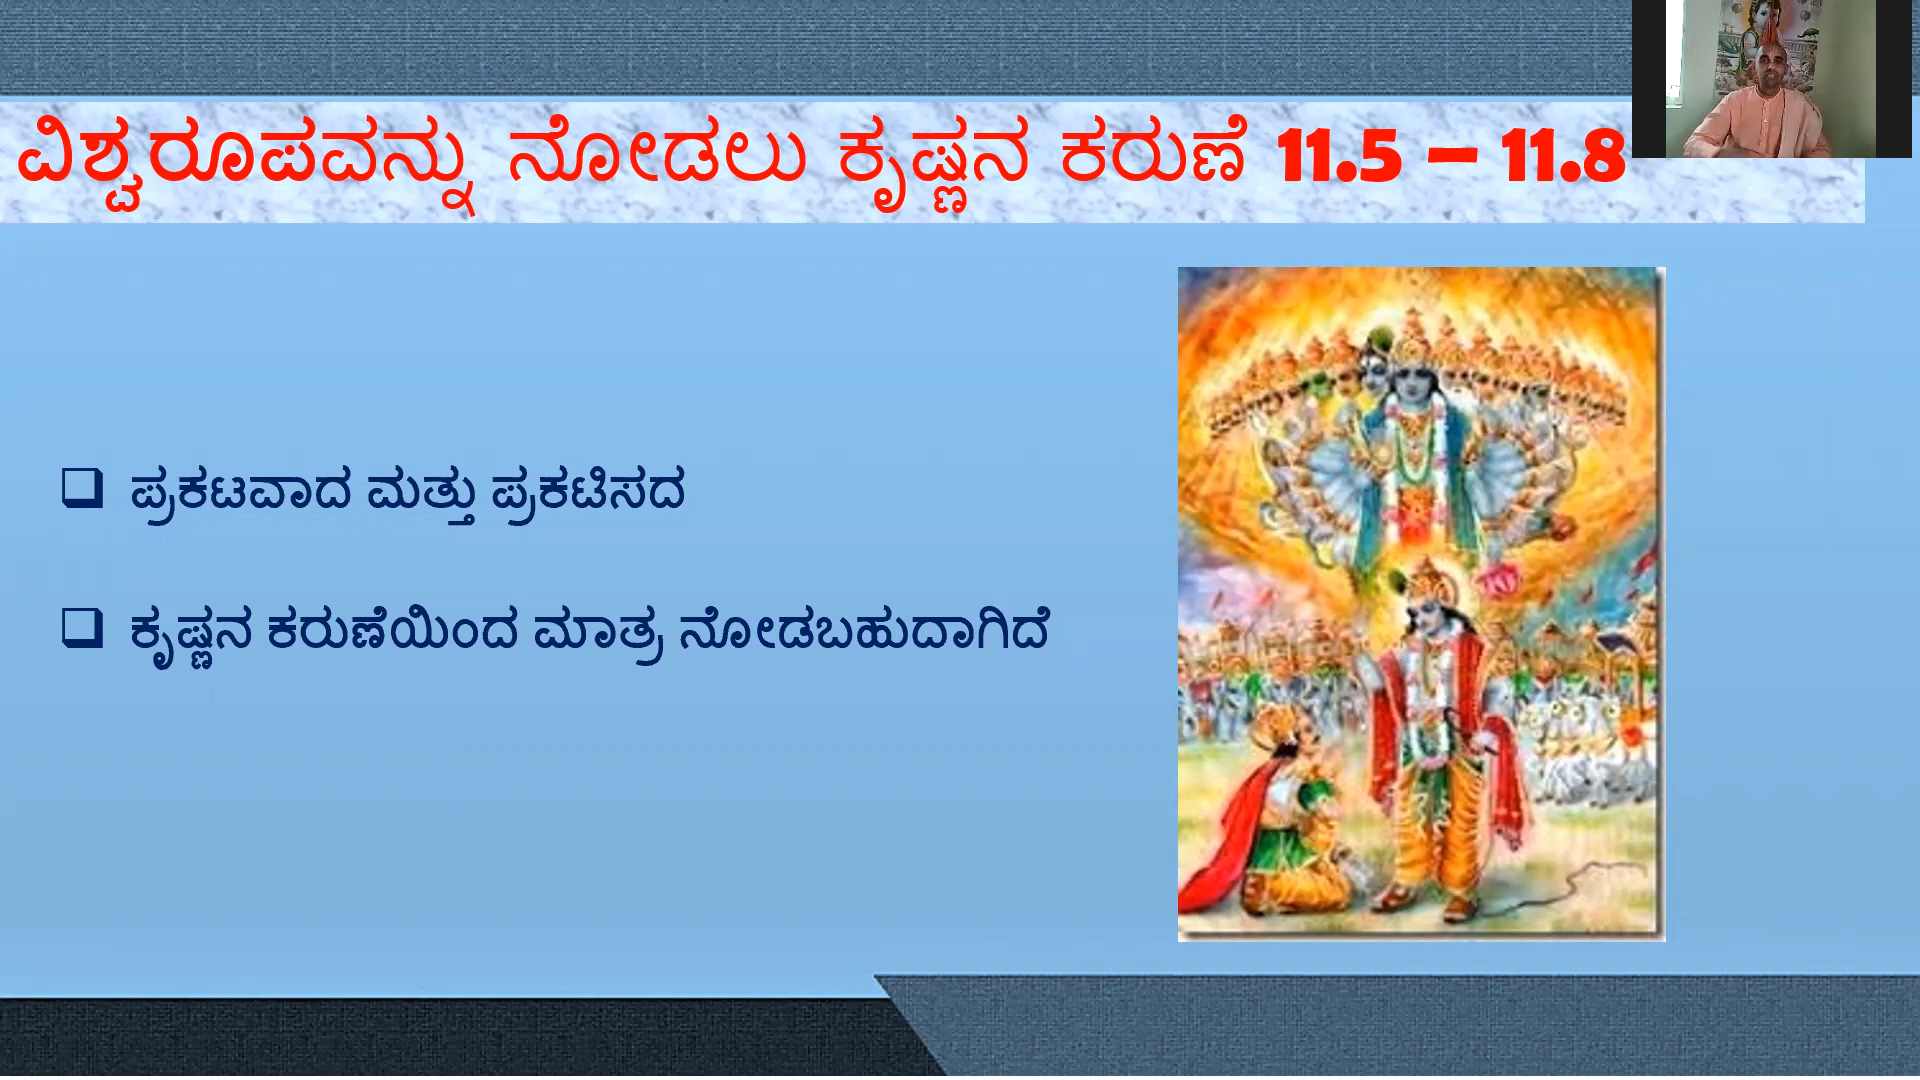 ವಿಶ್ವರೂಪವನ್ನು ನೋಡಲು ಕೃಷ್ಣನ ಕರುಣೆ 11.5 – 11.8
ಪ್ರಕಟವಾದ ಮತ್ತು ಪ್ರಕಟಿಸದ
ಕೃಷ್ಣನ ಕರುಣೆಯಿಂದ ಮಾತ್ರ ನೋಡಬಹುದಾಗಿದೆ